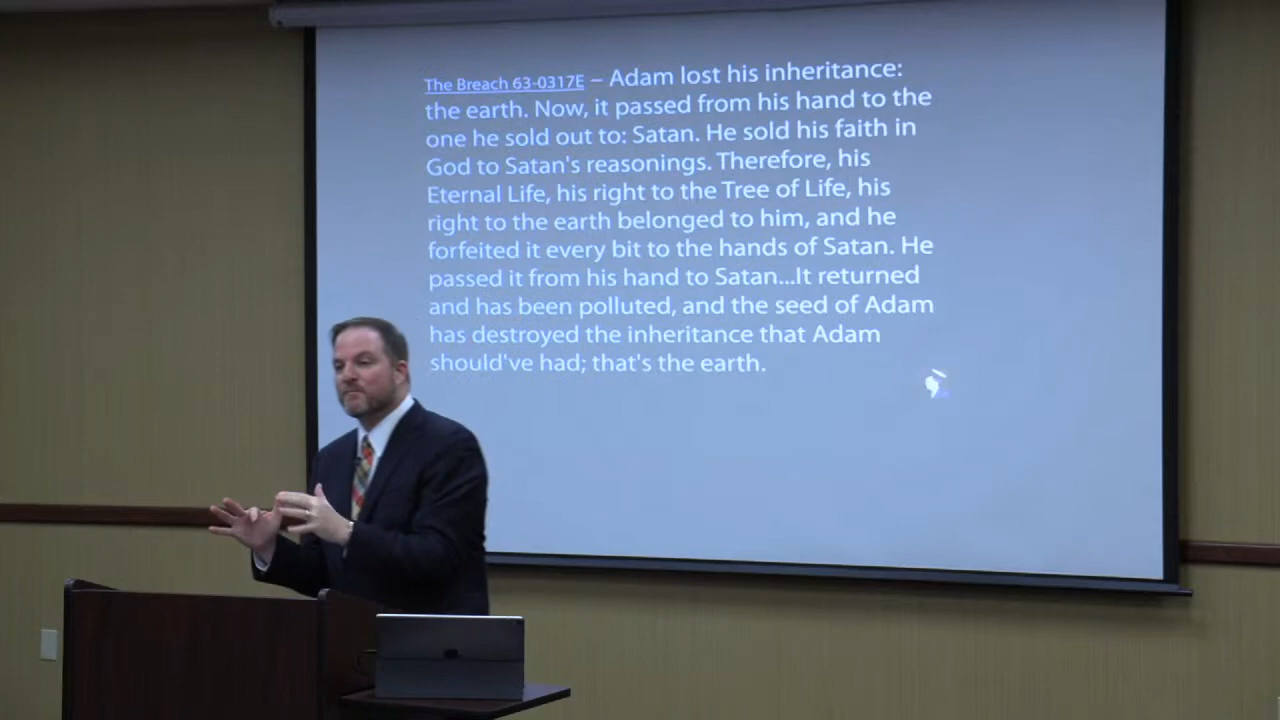 The Breach 63-0317E – Adam lost his inheritance:
the earth. Now, it passed from his hand to the
one he sold out to: Satan. He sold his faith in
God to Satan's reasonings. Therefore, his
Eternal Life, his right to the Tree of Life, his
right to the earth belonged to him, and he
forfeited it every bit to the hands of Satan. He
passed it from his hand to Satan...It returned
and has been polluted, and the seed of Adam
has destroyed the inheritance that Adam
should've had; that's the earth.